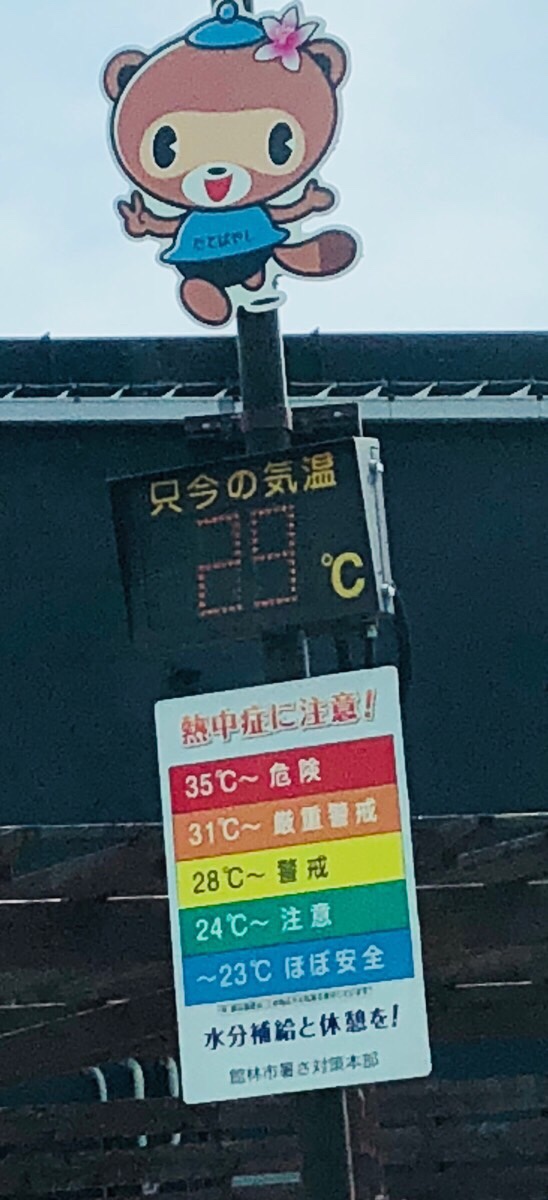 たてばやし
只今の気温
℃
熱中症に注意!
35℃～ 危険
31℃～ 厳重警戒
28℃～ 警戒
24℃～ 注意
～23℃ ほぼ安全
水分補給と休憩を!
館林市暑さ対策本部